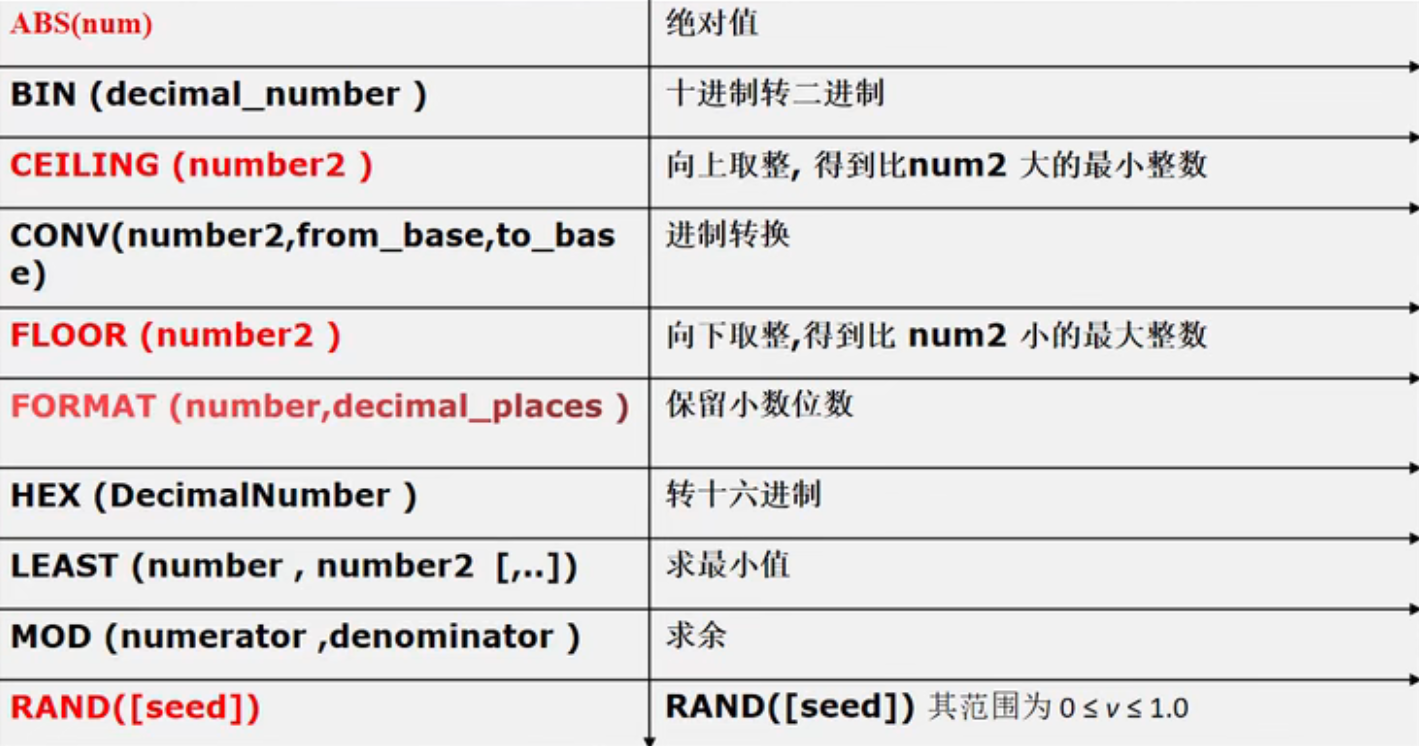 ABS(num) 绝对值
BIN (decimal_number ) 十进制转二进制
CEILING (number2 ) 向上取整, 得到比num2 大的最小整数
CONV(number2,from_base,to_bas 进制转换
e)
FLOOR (number2 ) 向下取整,得到比 num2 小的最大整数
FORMAT (number,decimal_places ) 保留小数位数
HEX (DecimalNumber ) 转十六进制
LEAST (number , number2 [,..]) 求最小值
MOD (numerator ,denominator ) 求余
RAND([seed]) RAND([seed]) 其范围为 0 ≤ v ≤ 1.0